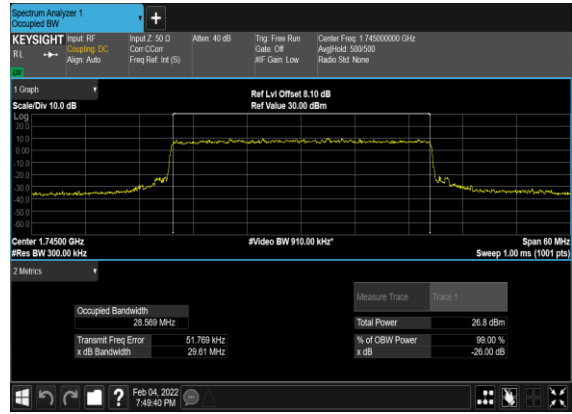 Spectrum Analyzer 1
Occupied BW
+
KEYSIGHT Input: RF Input Z: 50 Ω Atten: 40 dB Trig: Free Run Center Freq: 1.745000000 GHz
RL Coupling: DC Corr CCorr Gate: Off Avg|Hold: 500/500
Align: Auto Freq Ref: Int (S) #IF Gain: Low Radio Std: None
1 Graph
Ref Lvl Offset 8.10 dB
Scale/Div 10.0 dB Ref Value 30.00 dBm
Log
20.0
10.0
0.00
-10.0
-20.0
-30.0
-40.0
-50.0
-60.0
Center 1.74500 GHz #Video BW 910.00 kHz* Span 60 MHz
#Res BW 300.00 kHz Sweep 1.00 ms (1001 pts)
2 Metrics
Measure Trace Trace 1
Occupied Bandwidth
28.569 MHz Total Power 26.8 dBm
Transmit Freq Error 51.769 kHz % of OBW Power 99.00 %
x dB Bandwidth 29.61 MHz x dB -26.00 dB
? Feb 04, 2022
7:49:40 PM